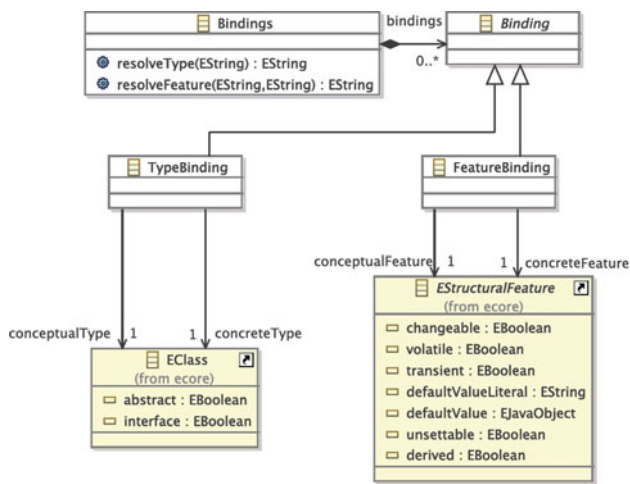 Bindings
bindings
Binding
resolveType(EString) : EString
resolveFeature(EString,EString) : EString
0..*
TypeBinding
FeatureBinding
conceptualFeature
1
1
concreteFeature
EStructuralFeature
(from ecore)
changeable : EBoolean
volatile : EBoolean
transient : EBoolean
defaultValueLiteral : EString
defaultValue : EJavaObject
unsettable : EBoolean
derived : EBoolean
conceptualType
1
1
concreteType
EClass
(from ecore)
abstract : EBoolean
interface : EBoolean